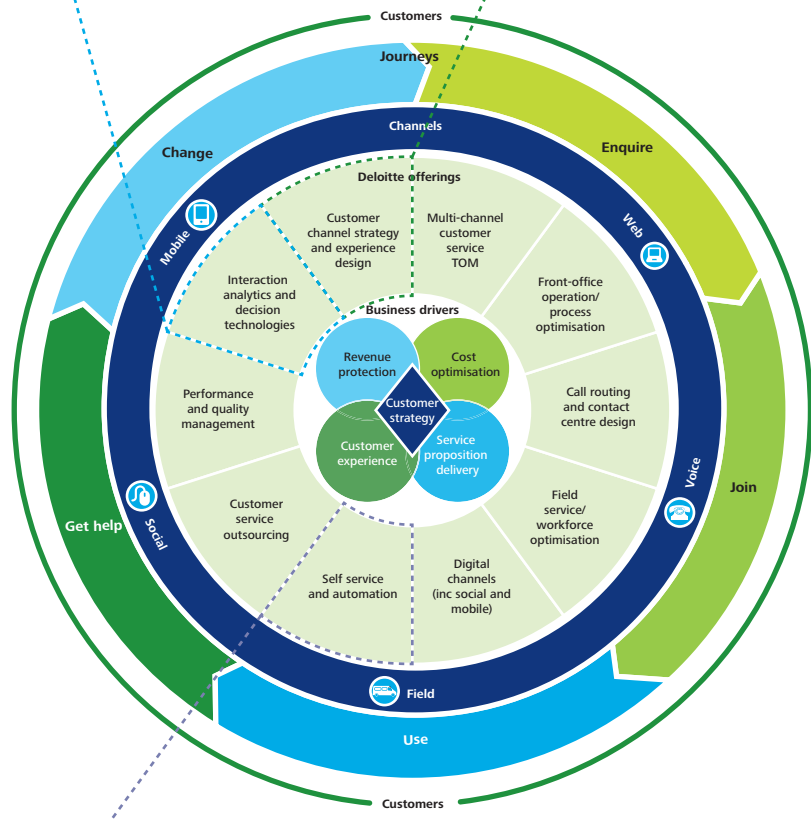 Customers
Journeys
Change
Enquire
Channels
Mobile
Web
Deloitte offerings
Customer
channel strategy
and experience
design
Multi-channel
customer
service
TOM
Interaction
analytics and
decision
technologies
Front-office
operation/
process
optimisation
Business drivers
Revenue
protection
Cost
optimisation
Customer
strategy
Customer
experience
Service
proposition
delivery
Performance
and quality
management
Call routing
and contact
centre design
Customer
service
outsourcing
Field
service/
workforce
optimisation
Self service
and automation
Digital
channels
(inc social and
mobile)
Voice
Join
Get help
Social
Field
Use
Customers